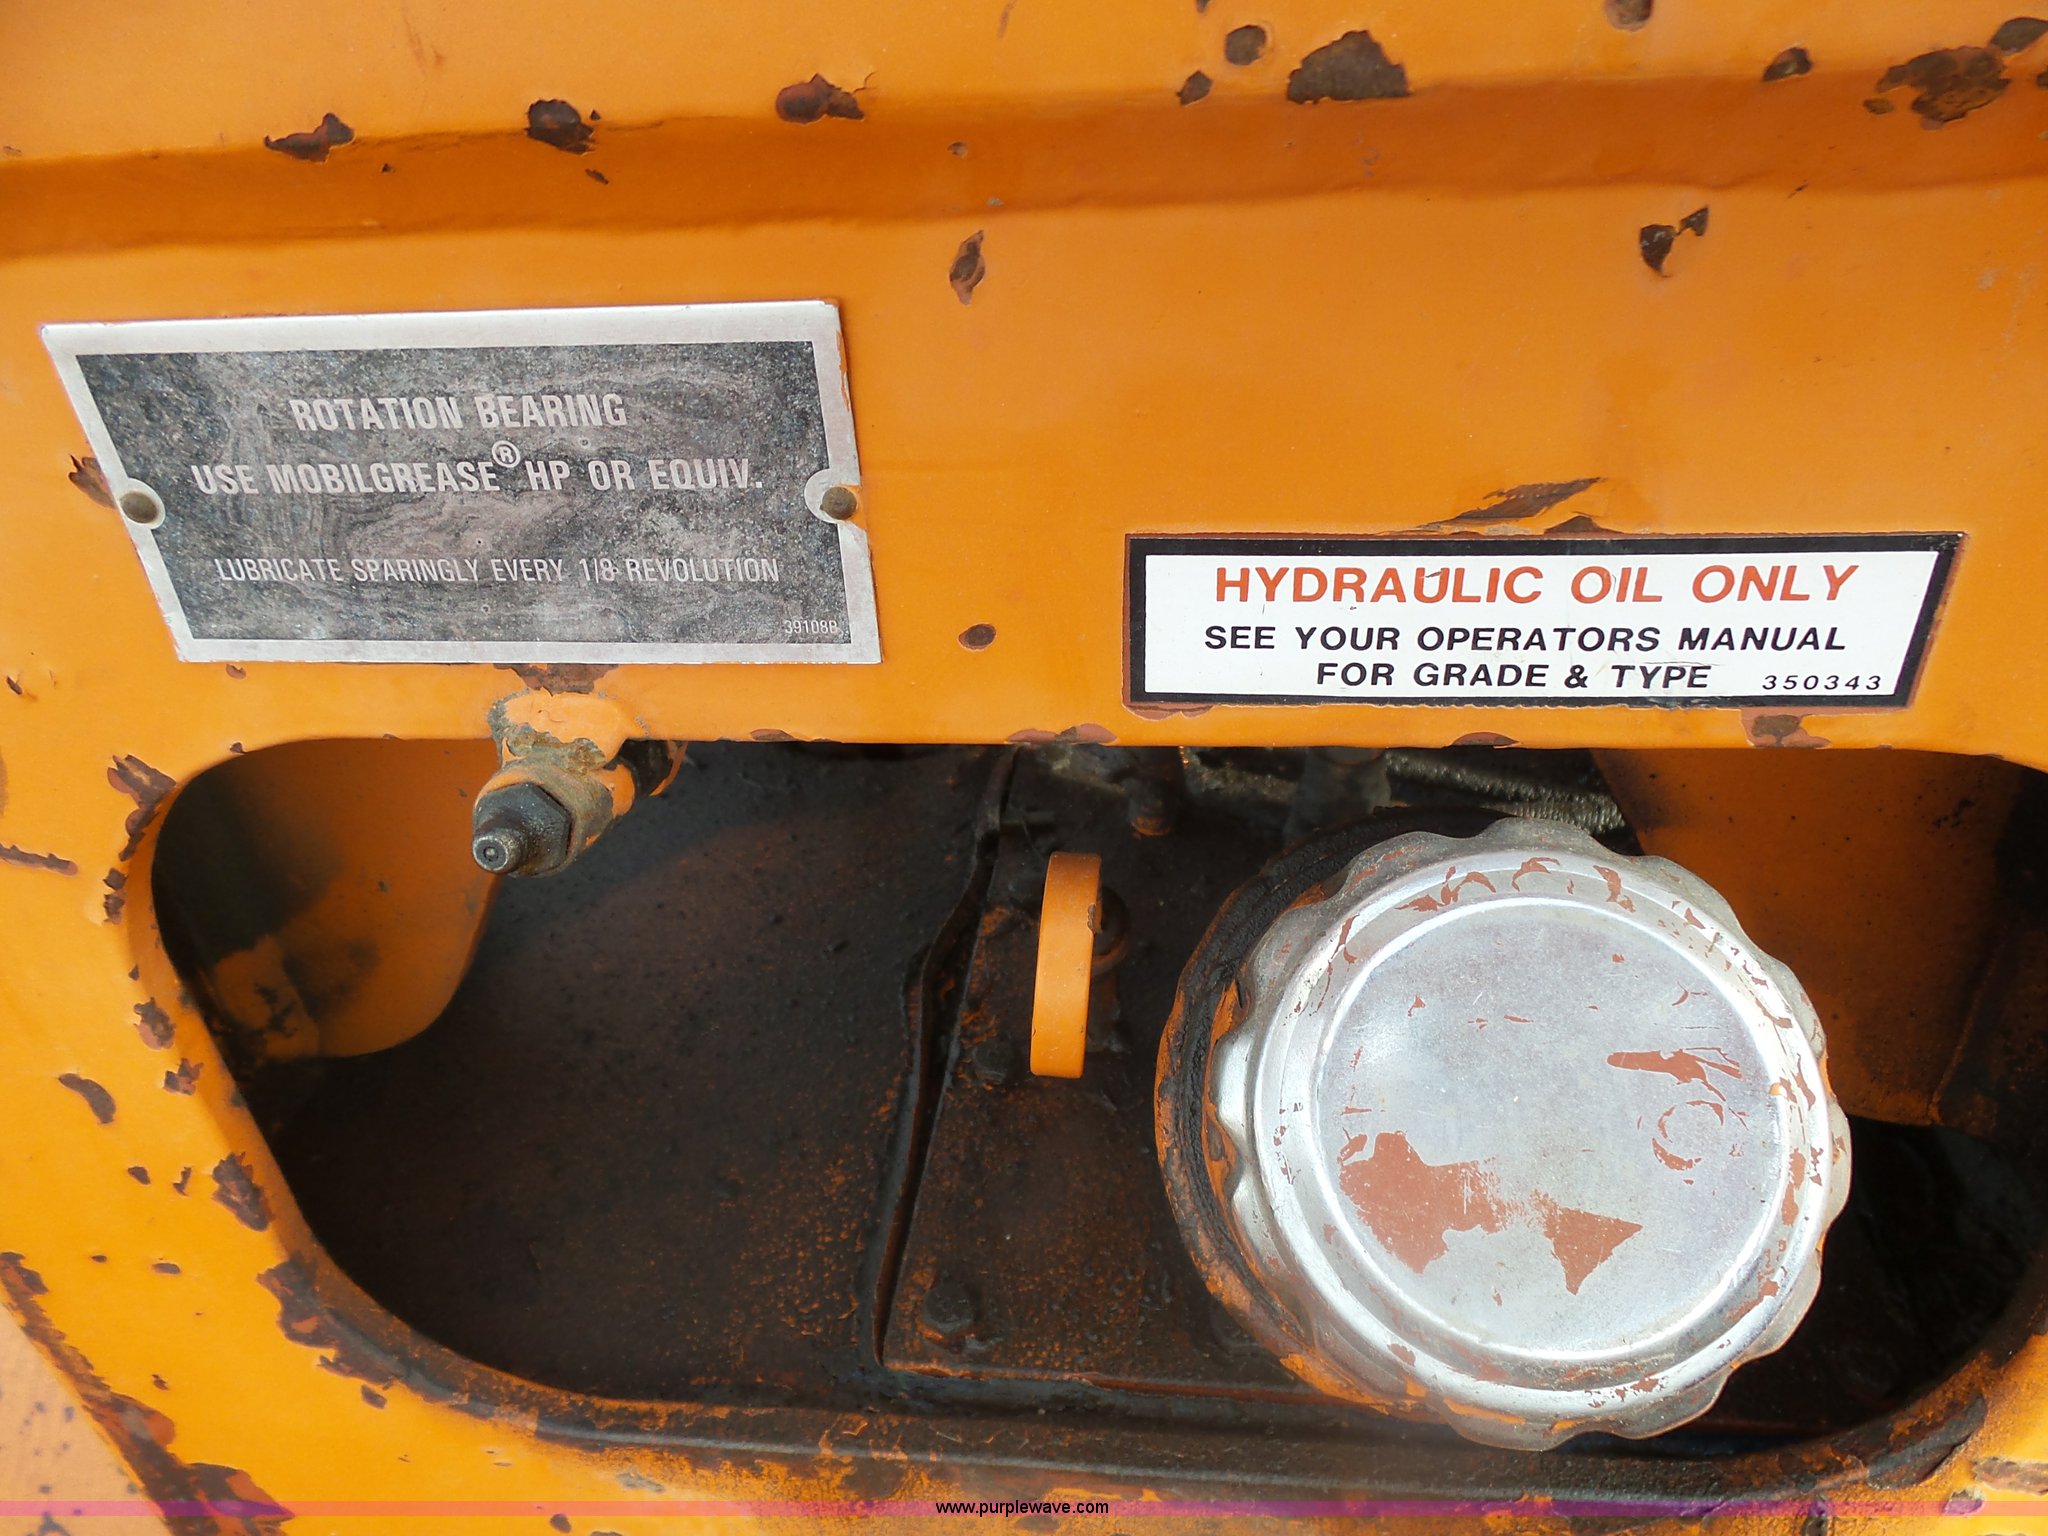 ROTATION BEARING
USE MOBILGREASE® HP OR EQUIV.
LUBRICATE SPARINGLY EVERY 1/8 REVOLUTION
39108B
HYDRAULIC OIL ONLY
SEE YOUR OPERATORS MANUAL
FOR GRADE & TYPE 350343
www.purplewave.com